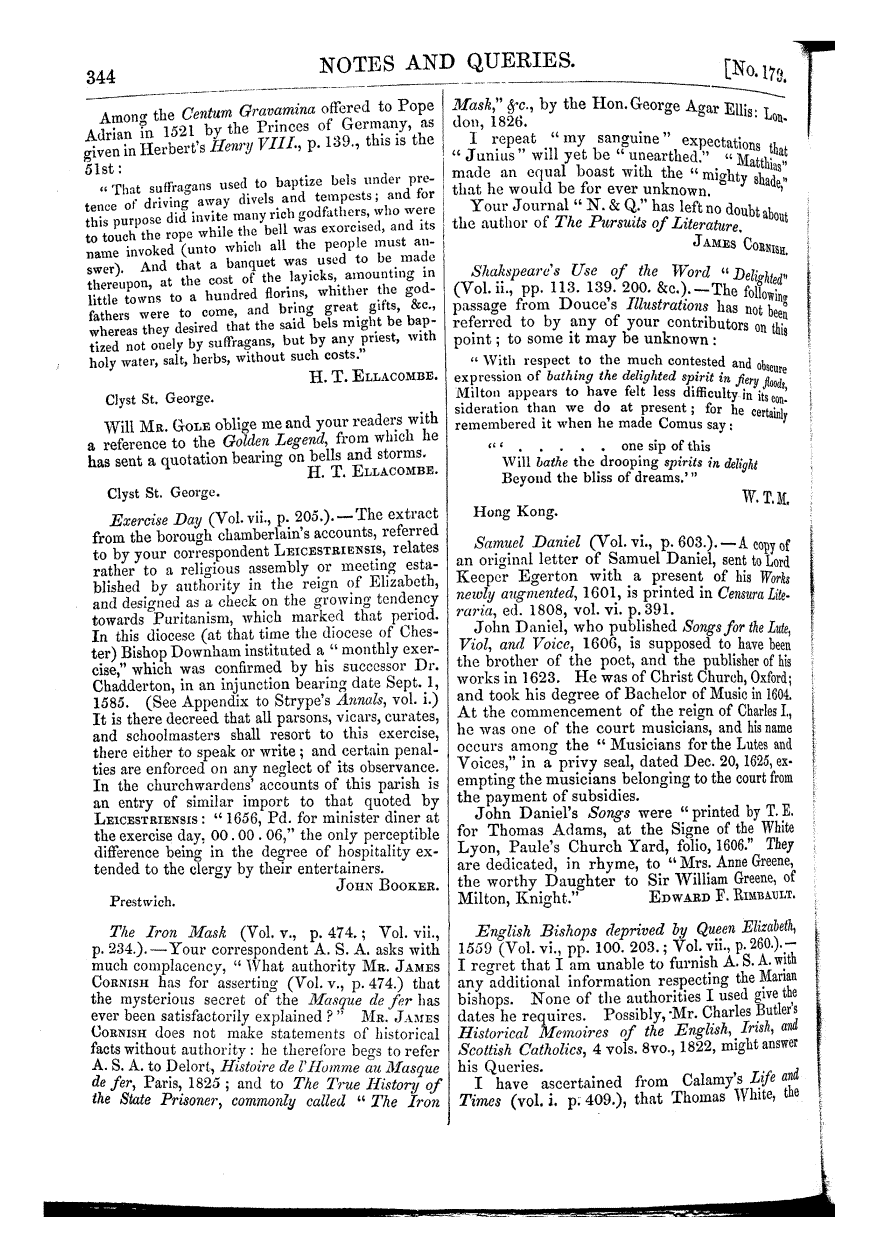 344
NOTES AND QUERIES.
[No. 179.
Among the Centum Gravamina offered to Pope
Adrian in 1521 by the Princes of Germany, as
given in Herbert's Henry VIII., p. 139., this is the
51st:
"That suffragans used to baptize bels under pre-
tence of driving away divels and tempests; and for
this purpose did invite many rich godfathers, who were
to touch the rope while the bell was exorcised, and its
name invoked (unto which all the people must an-
swer). And that a banquet was used to be made
thereupon, at the cost of the layicks, amounting in
little towns to a hundred florins, whither the god-
fathers were to come, and bring great gifts, &c.,
whereas they desired that the said bels might be bap-
tized not onely by suffragans, but by any priest, with
holy water, salt, herbs, without such costs."
H. T. ELLACOMBE.
Clyst St. George.
Will MR. GOLE oblige me and your readers with
a reference to the Golden Legend, from which he
has sent a quotation bearing on bells and storms.
H. T. ELLACOMBE.
Clyst St. George.
Exercise Day (Vol. vii., p. 205.).—The extract
from the borough chamberlain's accounts, referred
to by your correspondent LEICESTRIENSIS, relates
rather to a religious assembly or meeting esta-
blished by authority in the reign of Elizabeth,
and designed as a check on the growing tendency
towards Puritanism, which marked that period.
In this diocese (at that time the diocese of Ches-
ter) Bishop Downham instituted a "monthly exer-
cise," which was confirmed by his successor Dr.
Chadderton, in an injunction bearing date Sept. 1,
1585. (See Appendix to Strype's Annals, vol. i.)
It is there decreed that all parsons, vicars, curates,
and schoolmasters shall resort to this exercise,
there either to speak or write; and certain penal-
ties are enforced on any neglect of its observance.
In the churchwardens' accounts of this parish is
an entry of similar import to that quoted by
LEICESTRIENSIS: "1656, Pd. for minister diner at
the exercise day, 00 . 00 . 06," the only perceptible
difference being in the degree of hospitality ex-
tended to the clergy by their entertainers.
JOHN BOOKER.
Prestwich.
The Iron Mask (Vol. v., p. 474.; Vol. vii.,
p. 234.).—Your correspondent A. S. A. asks with
much complacency, "What authority MR. JAMES
CORNISH has for asserting (Vol. v., p. 474.) that
the mysterious secret of the Masque de fer has
ever been satisfactorily explained?" MR. JAMES
CORNISH does not make statements of historical
facts without authority: he therefore begs to refer
A. S. A. to Delort, Histoire de l'Homme au Masque
de fer, Paris, 1825; and to The True History of
the State Prisoner, commonly called "The Iron
Mask," &c., by the Hon. George Agar Ellis: Lon-
don, 1826.
I repeat "my sanguine" expectations that
"Junius" will yet be "unearthed." "Matthias"
made an equal boast with the "mighty shade,"
that he would be for ever unknown.
Your Journal "N. & Q." has left no doubt about
the author of The Pursuits of Literature.
JAMES CORNISH.
Shakspeare's Use of the Word "Delighted"
(Vol. ii., pp. 113. 139. 200. &c.).—The following
passage from Douce's Illustrations has not been
referred to by any of your contributors on this
point; to some it may be unknown:
"With respect to the much contested and obscure
expression of bathing the delighted spirit in fiery floods,
Milton appears to have felt less difficulty in its con-
sideration than we do at present; for he certainly
remembered it when he made Comus say:
"' . . . . . one sip of this
Will bathe the drooping spirits in delight
Beyond the bliss of dreams.'"
W. T. M.
Hong Kong.
Samuel Daniel (Vol. vi., p. 603.).—A copy of
an original letter of Samuel Daniel, sent to Lord
Keeper Egerton with a present of his Works
newly augmented, 1601, is printed in Censura Lite-
raria, ed. 1808, vol. vi. p. 391.
John Daniel, who published Songs for the Lute,
Viol, and Voice, 1606, is supposed to have been
the brother of the poet, and the publisher of his
works in 1623. He was of Christ Church, Oxford;
and took his degree of Bachelor of Music in 1604.
At the commencement of the reign of Charles I.,
he was one of the court musicians, and his name
occurs among the "Musicians for the Lutes and
Voices," in a privy seal, dated Dec. 20, 1625, ex-
empting the musicians belonging to the court from
the payment of subsidies.
John Daniel's Songs were "printed by T. E.
for Thomas Adams, at the Signe of the White
Lyon, Paule's Church Yard, folio, 1606." They
are dedicated, in rhyme, to "Mrs. Anne Greene,
the worthy Daughter to Sir William Greene, of
Milton, Knight." EDWARD F. RIMBAULT.
English Bishops deprived by Queen Elizabeth,
1559 (Vol. vi., pp. 100. 203.; Vol. vii., p. 260.).—
I regret that I am unable to furnish A. S. A. with
any additional information respecting the Marian
bishops. None of the authorities I used give the
dates he requires. Possibly, Mr. Charles Butler's
Historical Memoires of the English, Irish, and
Scottish Catholics, 4 vols. 8vo., 1822, might answer
his Queries.
I have ascertained from Calamy's Life and
Times (vol. i. p. 409.), that Thomas White, the